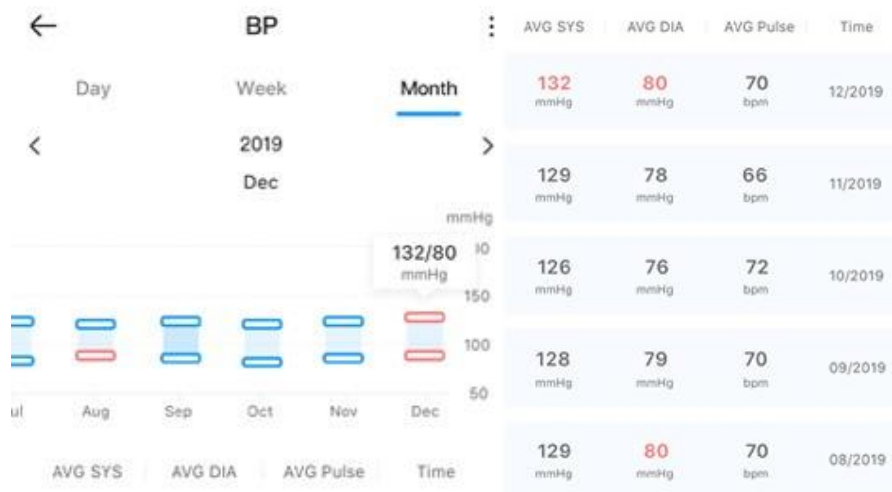 BP
Day Week Month
2019
Dec
mmHg
132/80
mmHg
150
100
50
Aug Sep Oct Nov Dec
AVG SYS AVG DIA AVG Pulse Time
AVG SYS AVG DIA AVG Pulse Time
132 80 70 12/2019
mmHg mmHg bpm
129 78 66 11/2019
mmHg mmHg bpm
126 76 72 10/2019
mmHg mmHg bpm
128 79 70 09/2019
mmHg mmHg bpm
129 80 70 08/2019
mmHg mmHg bpm